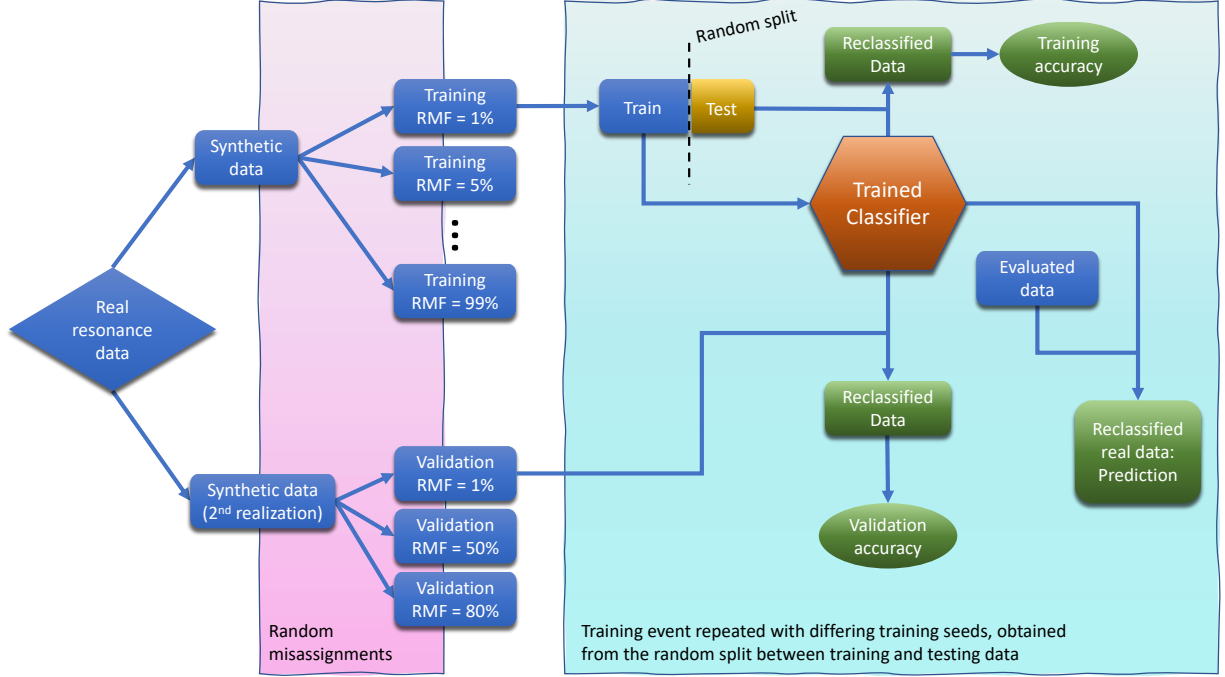 Real
resonance
data
Synthetic
data
Training
RMF = 1%
Training
RMF = 5%
Training
RMF = 99%
Synthetic data
(2nd realization)
Validation
RMF = 1%
Validation
RMF = 50%
Validation
RMF = 80%
Random
misassignments
Random split
Train
Test
Reclassified
Data
Training
accuracy
Trained
Classifier
Evaluated
data
Reclassified
Data
Reclassified
real data:
Prediction
Validation
accuracy
Training event repeated with differing training seeds, obtained
from the random split between training and testing data